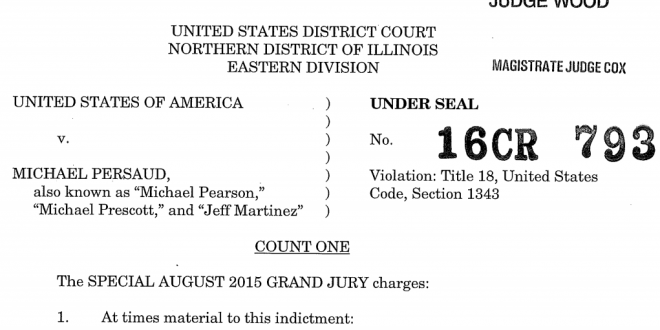 JUDGE WOOD
UNITED STATES DISTRICT COURT
NORTHERN DISTRICT OF ILLINOIS
EASTERN DIVISION
MAGISTRATE JUDGE COX
UNITED STATES OF AMERICA ) UNDER SEAL
)
v. ) No. 16CR 793
)
MICHAEL PERSAUD, ) Violation: Title 18, United States
also known as “Michael Pearson,” ) Code, Section 1343
“Michael Prescott,” and “Jeff Martinez” )
COUNT ONE
The SPECIAL AUGUST 2015 GRAND JURY charges:
1. At times material to this indictment: